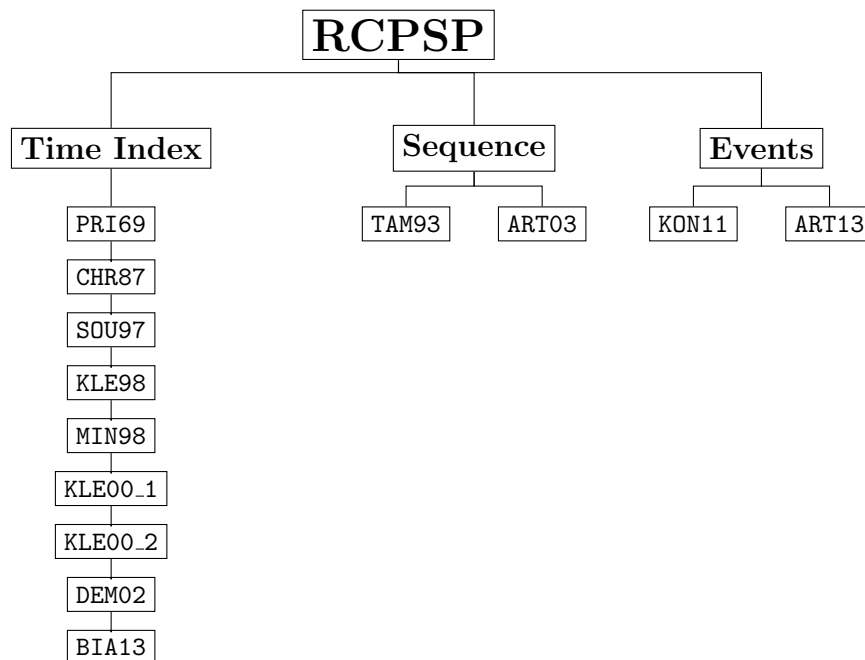 RCPSP
Time Index
Sequence
Events
PRI69
TAM93
ART03
KON11
ART13
CHR87
SOU97
KLE98
MIN98
KLE00_1
KLE00_2
DEM02
BIA13